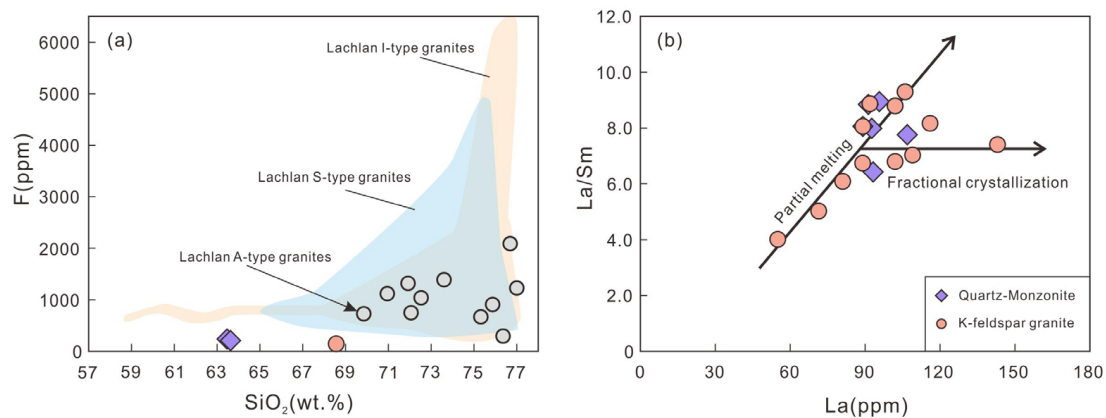 (a)
Lachlan I-type granites
Lachlan S-type granites
Lachlan A-type granites
F(ppm)
6000
5000
4000
3000
2000
1000
0
57 59 61 63 65 67 69 71 73 75 77
SiO₂(wt.%)
(b)
La/Sm
12.0
10.0
8.0
6.0
4.0
2.0
0
Partial melting
Fractional crystallization
Quartz-Monzonite
K-feldspar granite
0 30 60 90 120 150 180
La(ppm)